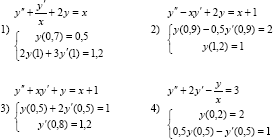 1) y'' + y'/x + 2y = x
{ y(0,7) = 0,5
2y(1) + 3y'(1) = 1,2
2) y'' - xy' + 2y = x + 1
{ y(0,9) - 0,5y'(0,9) = 2
y(1,2) = 1
3) y'' + xy' + y = x + 1
{ y(0,5) + 2y'(0,5) = 1
y'(0,8) = 1,2
4) y'' + 2y' - y/x = 3
{ y(0,2) = 2
0,5y(0,5) - y'(0,5) = 1